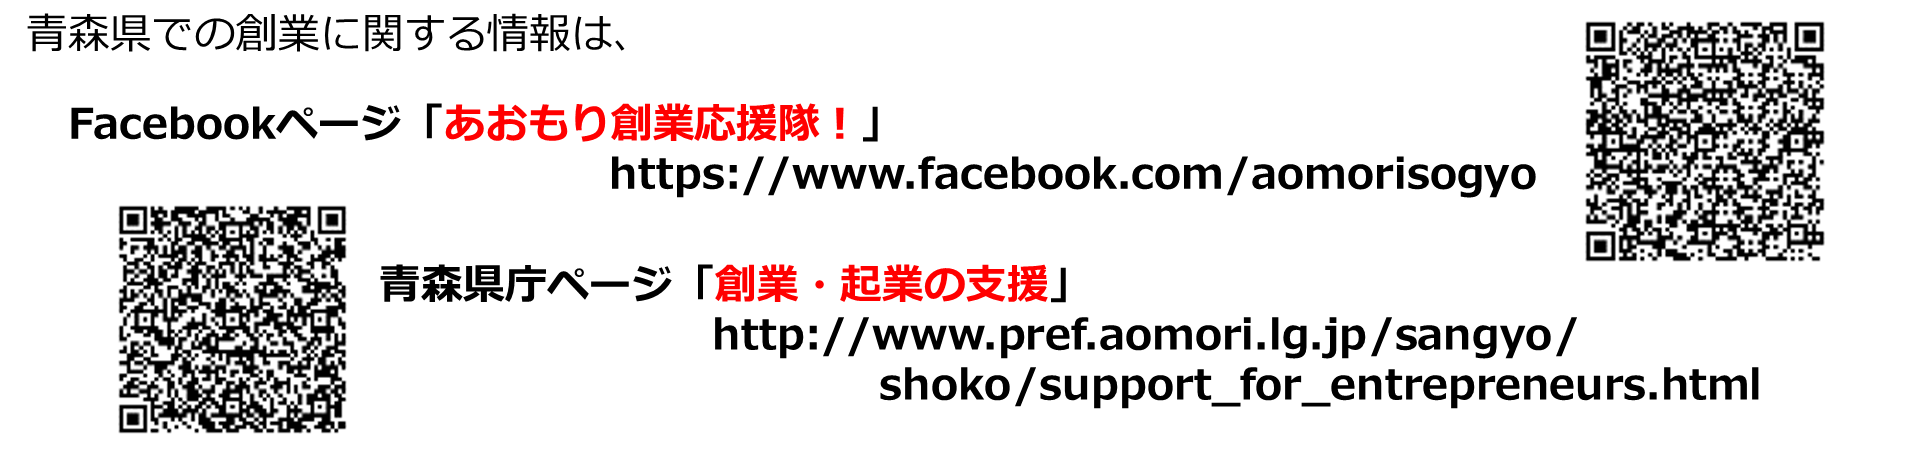 青森県での創業に関する情報は、
Facebookページ「あおもり創業応援隊！」
https://www.facebook.com/aomorisogyo
青森県庁ページ「創業・起業の支援」
http://www.pref.aomori.lg.jp/sangyo/
shoko/support_for_entrepreneurs.html